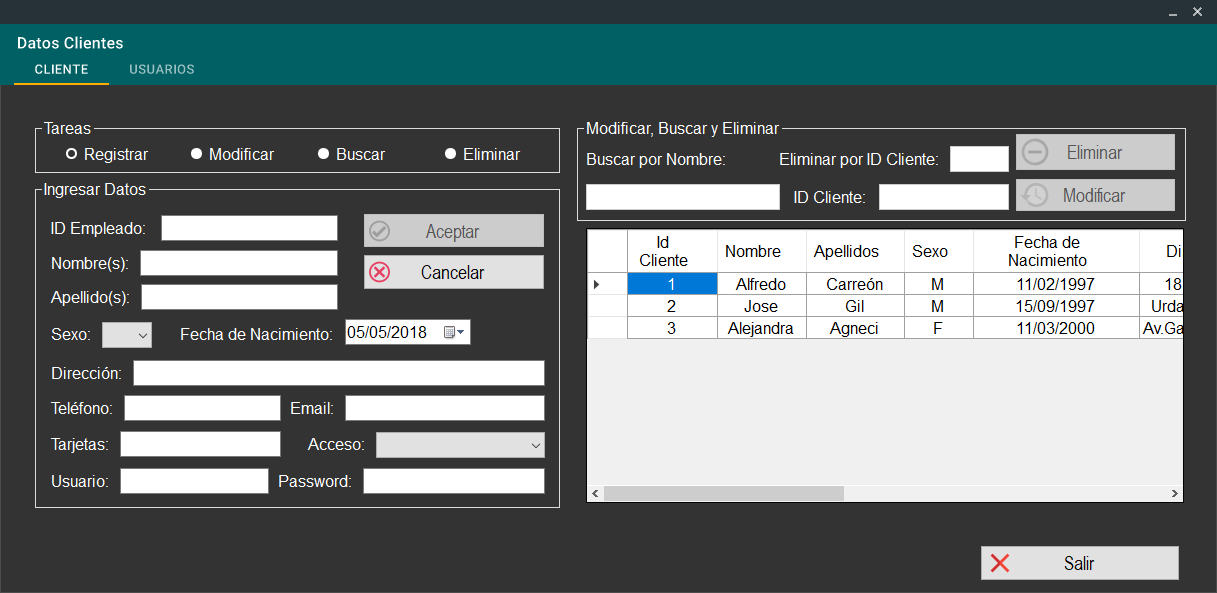 Datos Clientes
CLIENTE USUARIOS
Tareas
Registrar Modificar Buscar Eliminar
Ingresar Datos
ID Empleado:
Aceptar
Nombre(s):
Cancelar
Apellido(s):
Sexo: Fecha de Nacimiento: 05/05/2018
Dirección:
Teléfono: Email:
Tarjetas: Acceso:
Usuario: Password:
Modificar, Buscar y Eliminar
Buscar por Nombre: Eliminar por ID Cliente: Eliminar
ID Cliente: Modificar
Id Cliente Nombre Apellidos Sexo Fecha de Nacimiento Di
1 Alfredo Carreón M 11/02/1997 18
2 Jose Gil M 15/09/1997 Urda
3 Alejandra Agneci F 11/03/2000 Av.Ga
Salir